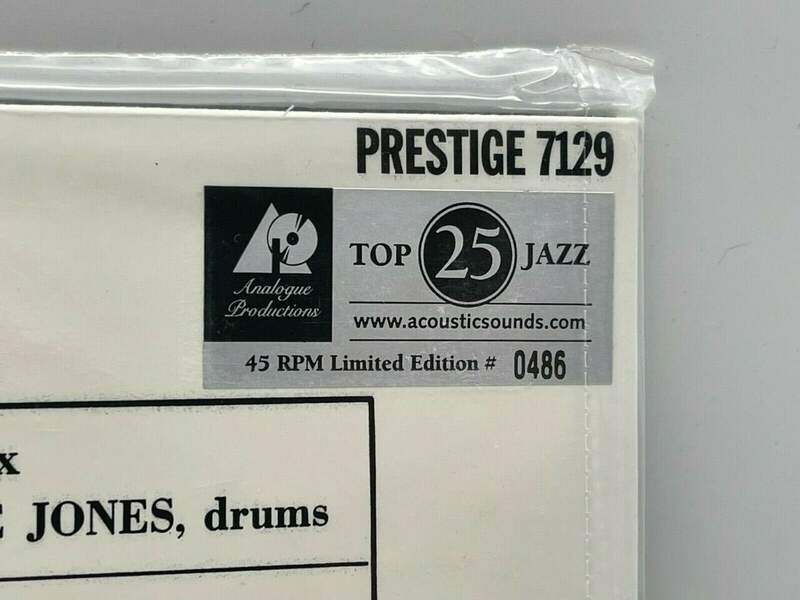 PRESTIGE 7129
Analogue
Productions
TOP 25 JAZZ
www.acousticsounds.com
45 RPM Limited Edition # 0486
x
E JONES, drums